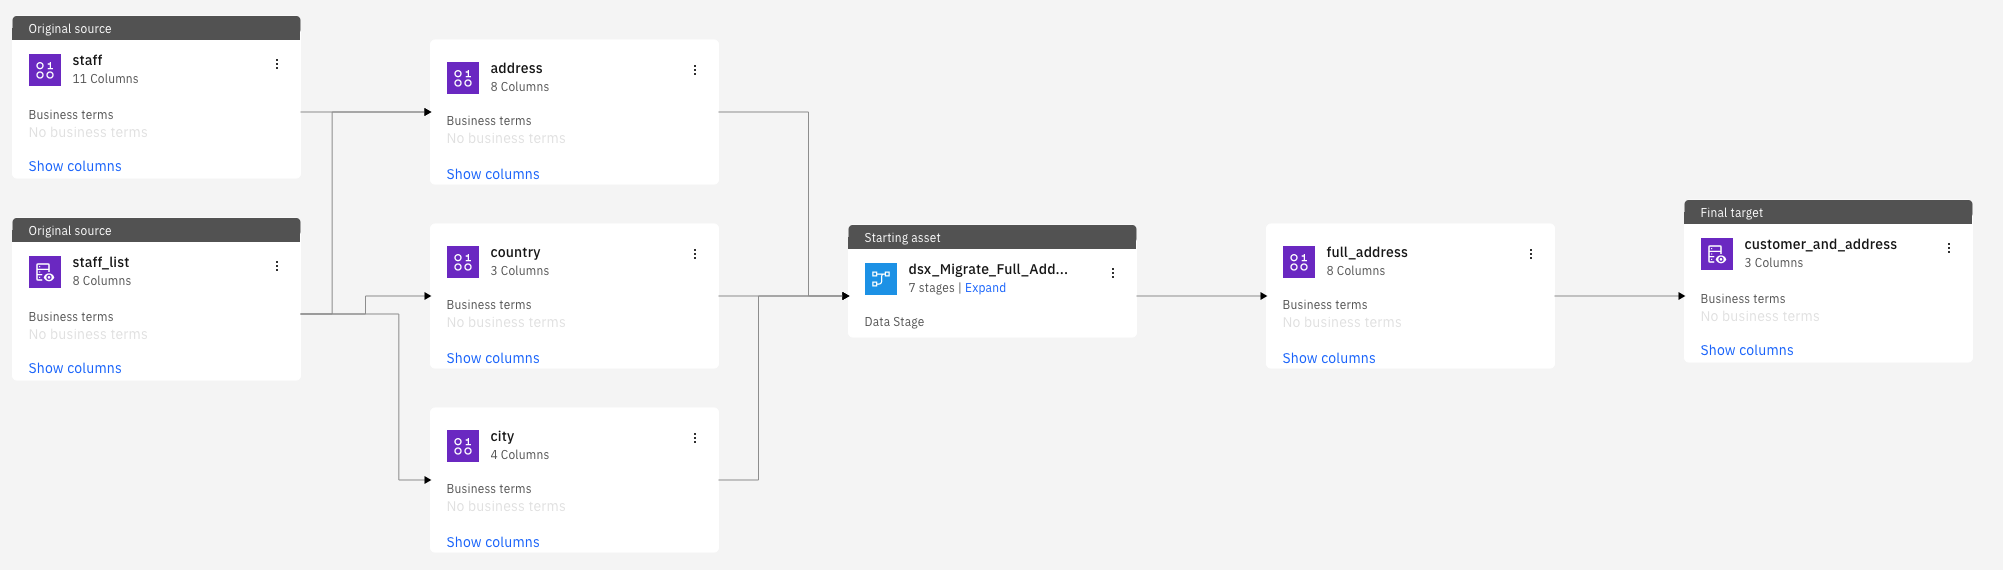 Original source
staff
11 Columns
Business terms
No business terms
Show columns
Original source
staff_list
8 Columns
Business terms
No business terms
Show columns
address
8 Columns
Business terms
No business terms
Show columns
country
3 Columns
Business terms
No business terms
Show columns
city
4 Columns
Business terms
No business terms
Show columns
Starting asset
dsx_Migrate_Full_Add...
7 stages | Expand
Data Stage
full_address
8 Columns
Business terms
No business terms
Show columns
Final target
customer_and_address
3 Columns
Business terms
No business terms
Show columns